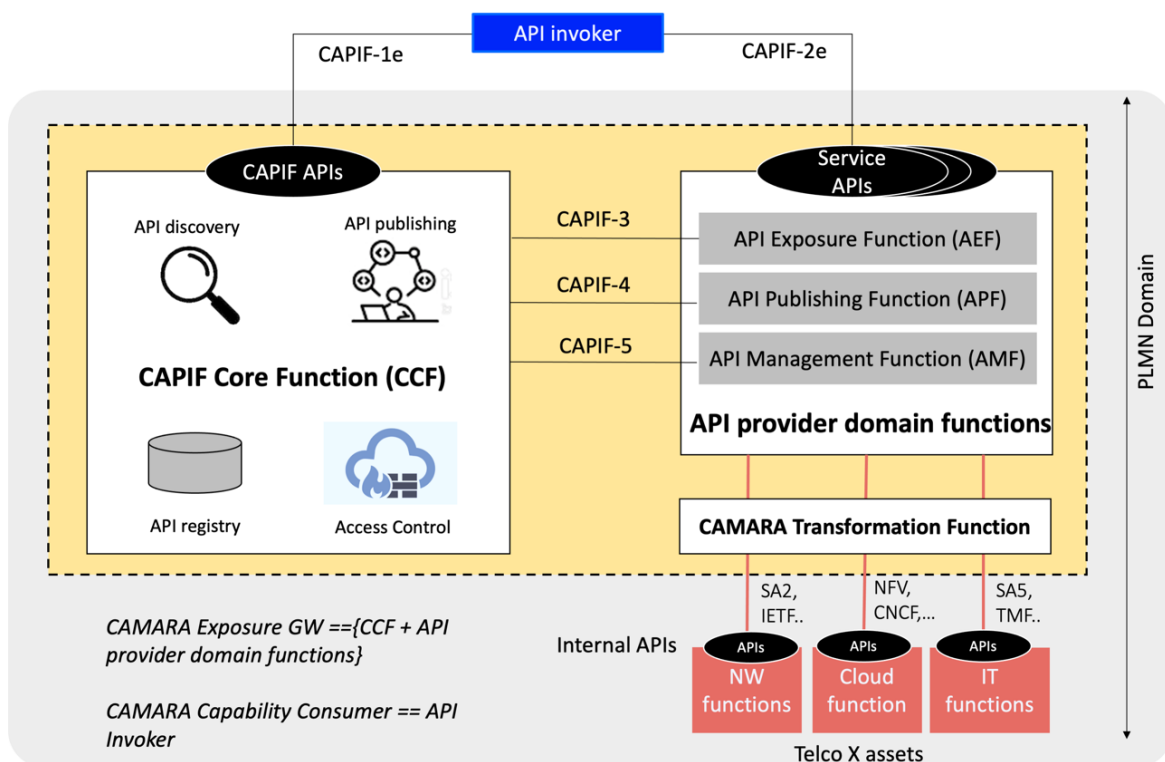 API invoker
CAPIF-1e
CAPIF-2e
CAPIF APIs
Service
APIs
API discovery
API publishing
CAPIF-3
API Exposure Function (AEF)
CAPIF-4
API Publishing Function (APF)
CAPIF-5
API Management Function (AMF)
CAPIF Core Function (CCF)
API provider domain functions
API registry
Access Control
CAMARA Transformation Function
PLMN Domain
SA2,
IETF..
NFV,
CNCF,...
SA5,
TMF..
CAMARA Exposure GW =={CCF + API
provider domain functions}
Internal APIs
APIs
APIs
APIs
NW
functions
Cloud
function
IT
functions
CAMARA Capability Consumer == API
Invoker
Telco X assets